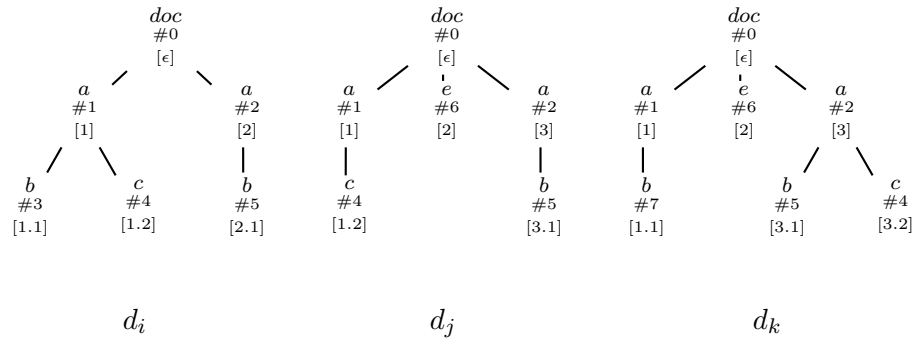 doc doc doc
#0 #0 #0
[ϵ] [ϵ] [ϵ]
a a a e a a e a
#1 #2 #1 #6 #2 #1 #6 #2
[1] [2] [1] [2] [3] [1] [2] [3]
b c b c b b b c
#3 #4 #5 #4 #5 #7 #5 #4
[1.1] [1.2] [2.1] [1.2] [3.1] [1.1] [3.1] [3.2]
d_i d_j d_k